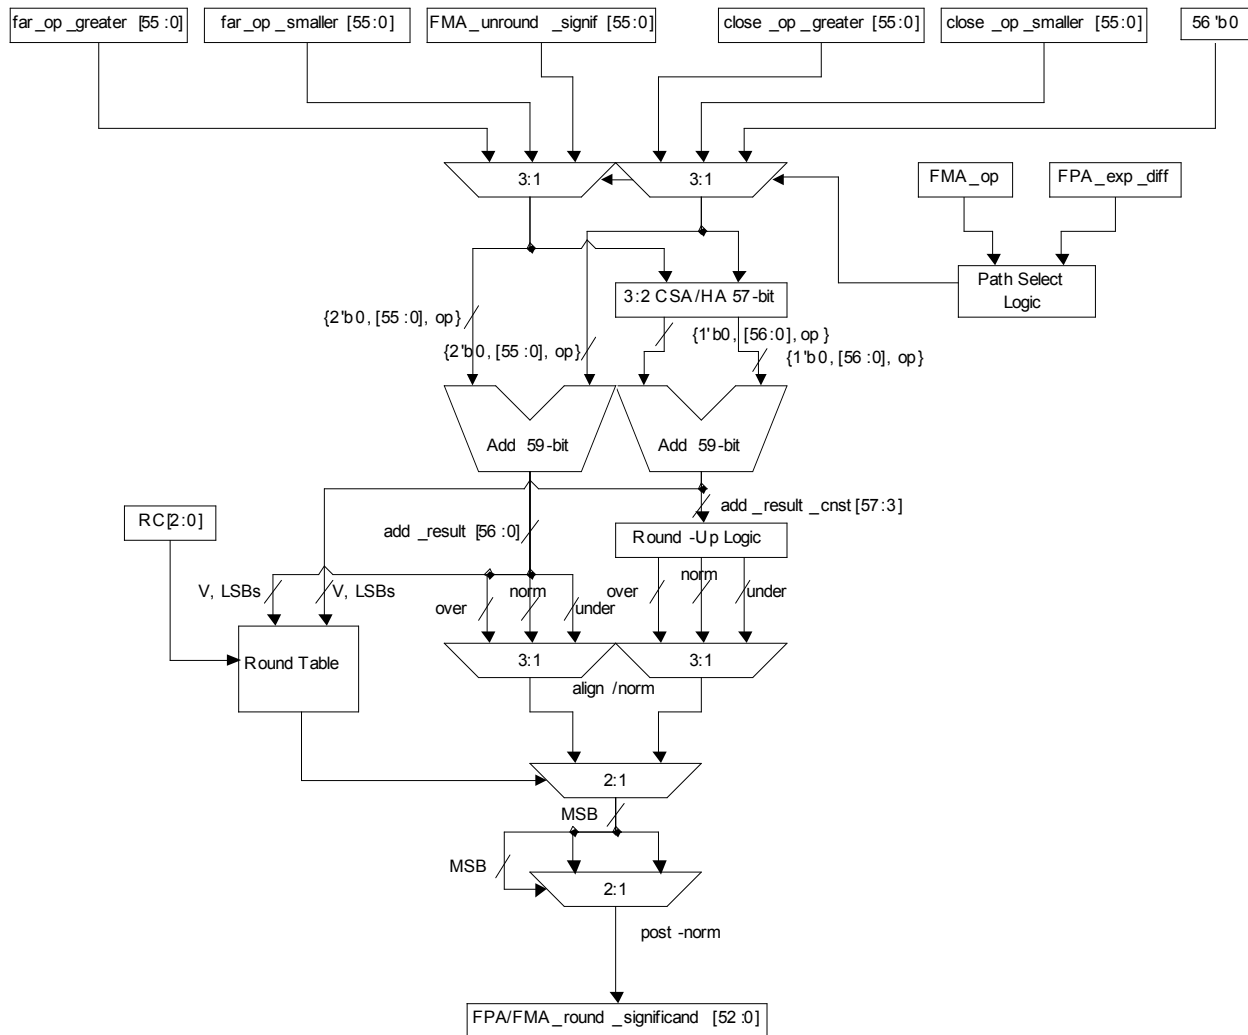 far_op_greater [55:0]
far_op_smaller [55:0]
FMA_unround_signif [55:0]
close_op_greater [55:0]
close_op_smaller [55:0]
56'b0
3:1
3:1
FMA_op
FPA_exp_diff
Path Select
Logic
3:2 CSA/HA 57-bit
{2'b0, [55:0], op}
{2'b0, [55:0], op}
{1'b0, [56:0], op}
{1'b0, [56:0], op}
Add 59-bit
Add 59-bit
add_result_cnst [57:3]
RC[2:0]
add_result [56:0]
Round-Up Logic
V, LSBs
V, LSBs
over
norm
under
over
norm
under
Round Table
3:1
3:1
align/norm
2:1
MSB
MSB
2:1
post-norm
FPA/FMA_round_significand [52:0]